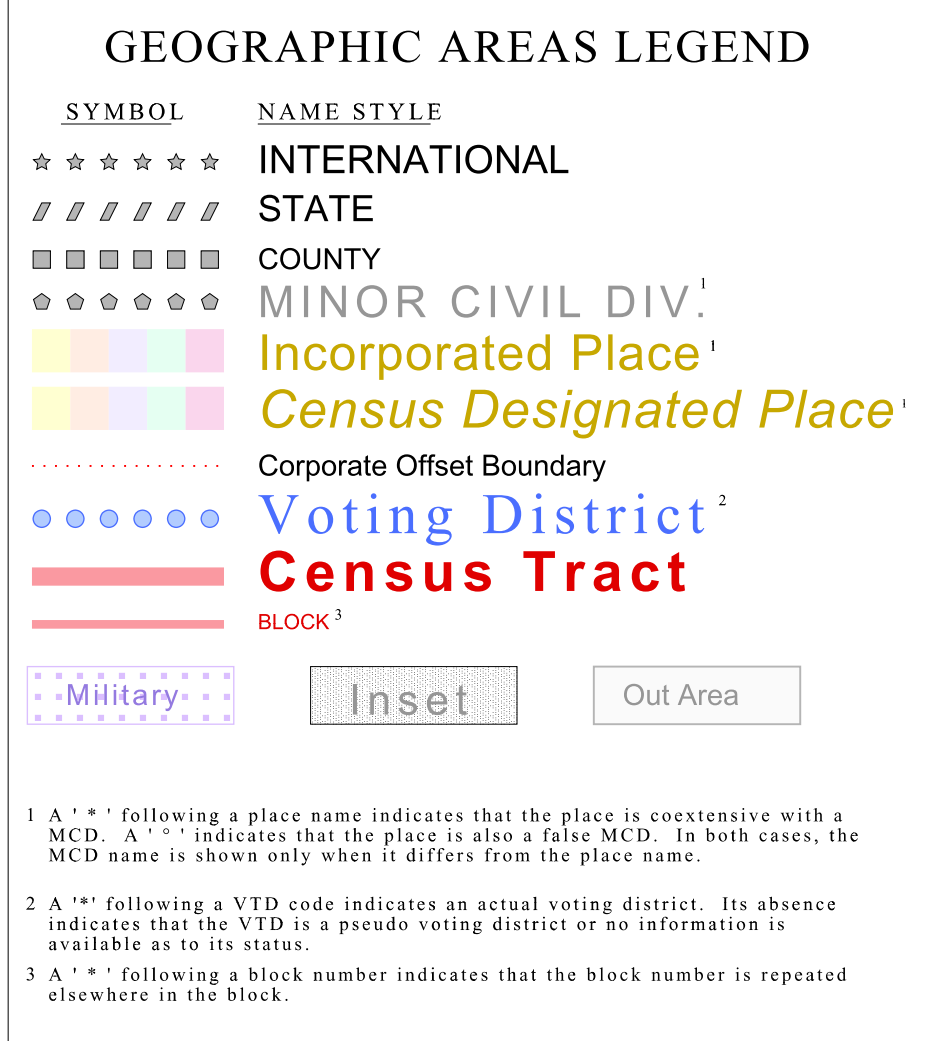 GEOGRAPHIC AREAS LEGEND
SYMBOL NAME STYLE
INTERNATIONAL
STATE
COUNTY
MINOR CIVIL DIV. 1
Incorporated Place 1
Census Designated Place 1
Corporate Offset Boundary
Voting District 2
Census Tract
BLOCK 3
Military Inset Out Area
1 A ' * ' following a place name indicates that the place is coextensive with a
MCD. A ' ° ' indicates that the place is also a false MCD. In both cases, the
MCD name is shown only when it differs from the place name.
2 A '*' following a VTD code indicates an actual voting district. Its absence
indicates that the VTD is a pseudo voting district or no information is
available as to its status.
3 A ' * ' following a block number indicates that the block number is repeated
elsewhere in the block.